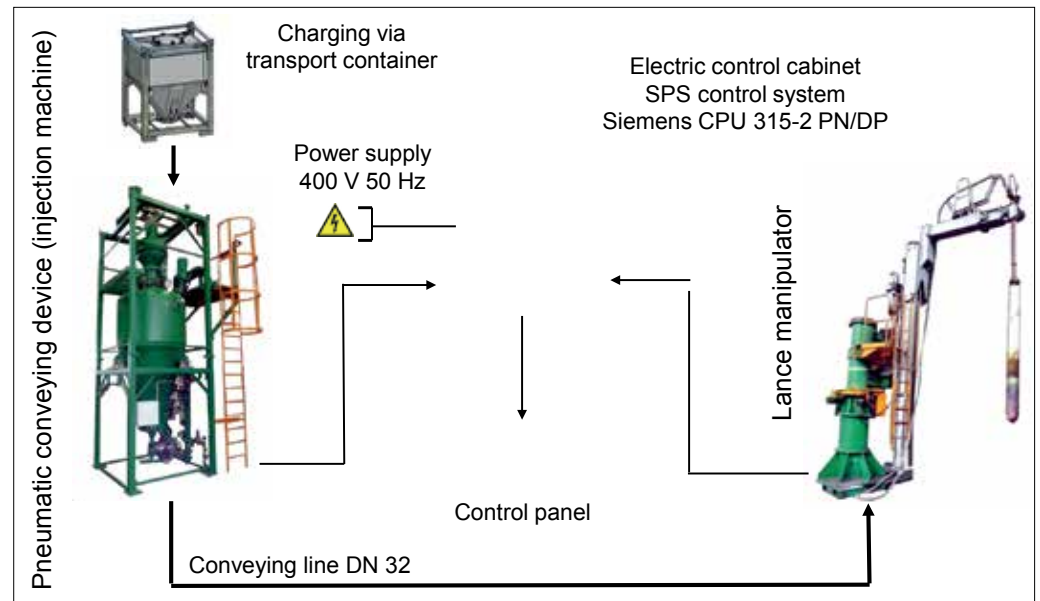 Pneumatic conveying device (injection machine)
Charging via
transport container
Electric control cabinet
SPS control system
Siemens CPU 315-2 PN/DP
Power supply
400 V 50 Hz
Lance manipulator
Control panel
Conveying line DN 32